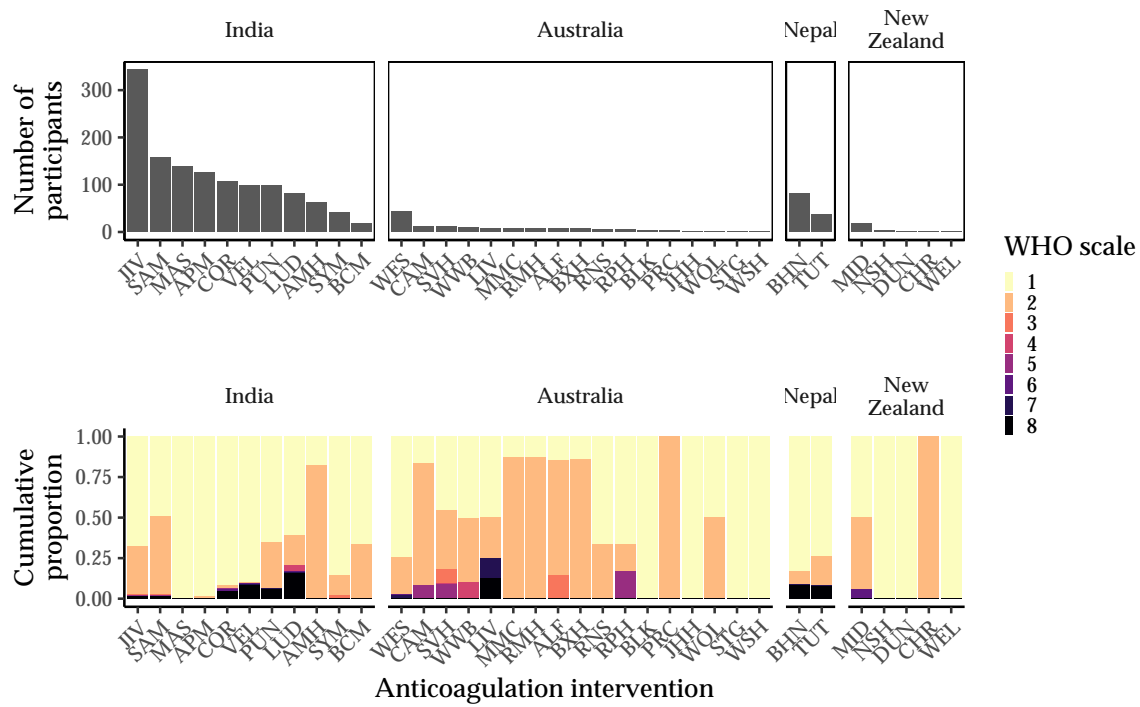 India
Australia
Nepal
New
Zealand
Number of
participants
300
200
100
0
JIV
SAM
MAS
APM
COR
VEL
PUN
LUD
AMH
SYM
BCM
WES
CAM
SVH
WWB
LIV
MMC
RMH
ALF
BXH
RNS
RPH
BLK
PRC
JHH
WOL
STG
WSH
BHN
TUT
MID
NSH
DUN
CHR
WEL
WHO scale
1
2
3
4
5
6
7
8
India
Australia
Nepal
New
Zealand
Cumulative
proportion
1.00
0.75
0.50
0.25
0.00
JIV
SAM
MAS
APM
COR
VEL
PUN
LUD
AMH
SYM
BCM
WES
CAM
SVH
WWB
LIV
MMC
RMH
ALF
BXH
RNS
RPH
BLK
PRC
JHH
WOL
STG
WSH
BHN
TUT
MID
NSH
DUN
CHR
WEL
Anticoagulation intervention